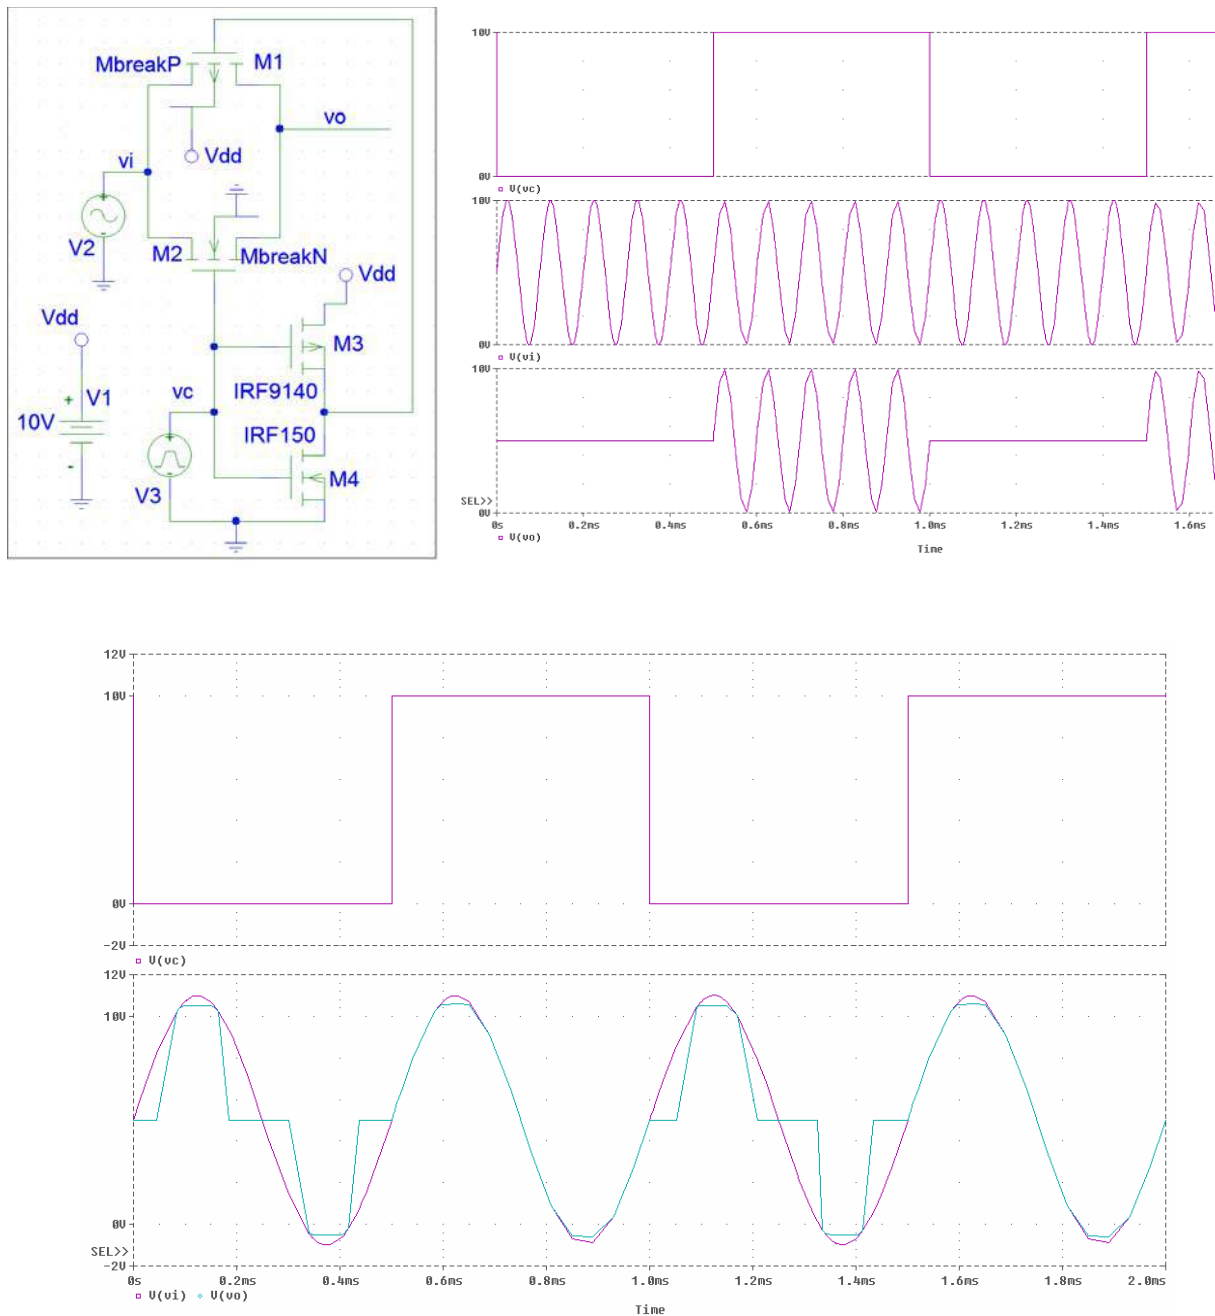 MbreakP M1
vo
Vdd
vi
V2
M2 MbreakN
Vdd
Vdd
M3
+ V1
vc
IRF9140
10V
IRF150
-
M4
V3
10V
0V
V(vc)
10V
0V
V(vi)
10V
SEL>>
0V
0s 0.2ms 0.4ms 0.6ms 0.8ms 1.0ms 1.2ms 1.4ms 1.6ms
V(vo)
Time
12V
10V
0V
-2V
V(vc)
12V
10V
0V
SEL>>
-2V
0s 0.2ms 0.4ms 0.6ms 0.8ms 1.0ms 1.2ms 1.4ms 1.6ms 1.8ms 2.0ms
V(vi) V(vo)
Time